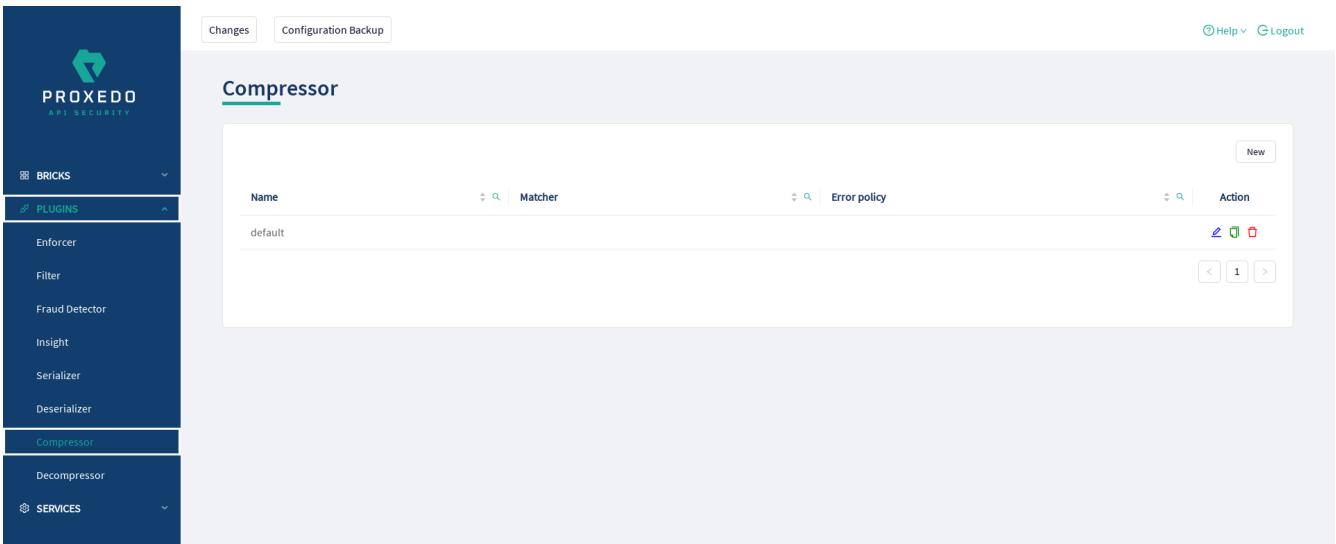 Changes Configuration Backup Help Logout
PROXEDO
API SECURITY
Compressor
New
BRICKS
PLUGINS
Enforcer
Filter
Fraud Detector
Insight
Serializer
Deserializer
Compressor
Decompressor
SERVICES
Name Matcher Error policy Action
default
< 1 >